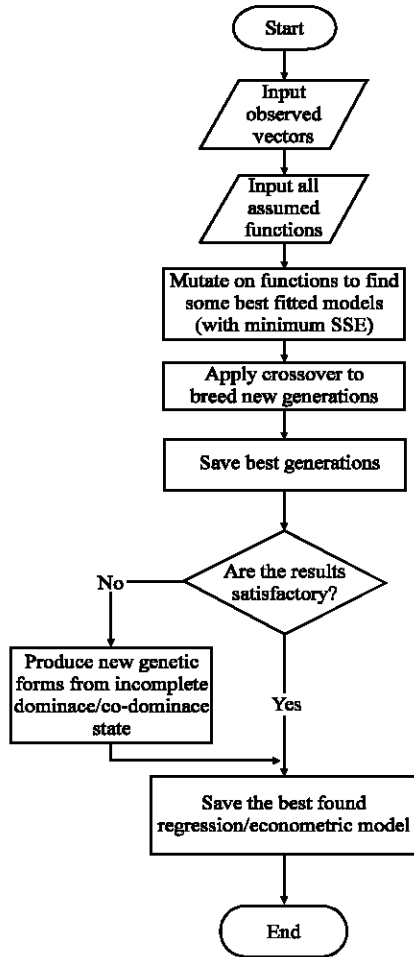 Start
Input
observed
vectors
Input all
assumed
functions
Mutate on functions to find
some best fitted models
(with minimum SSE)
Apply crossover to
breed new generations
Save best generations
Are the results
satisfactory?
No
Produce new genetic
forms from incomplete
dominace/co-dominace
state
Yes
Save the best found
regression/econometric model
End